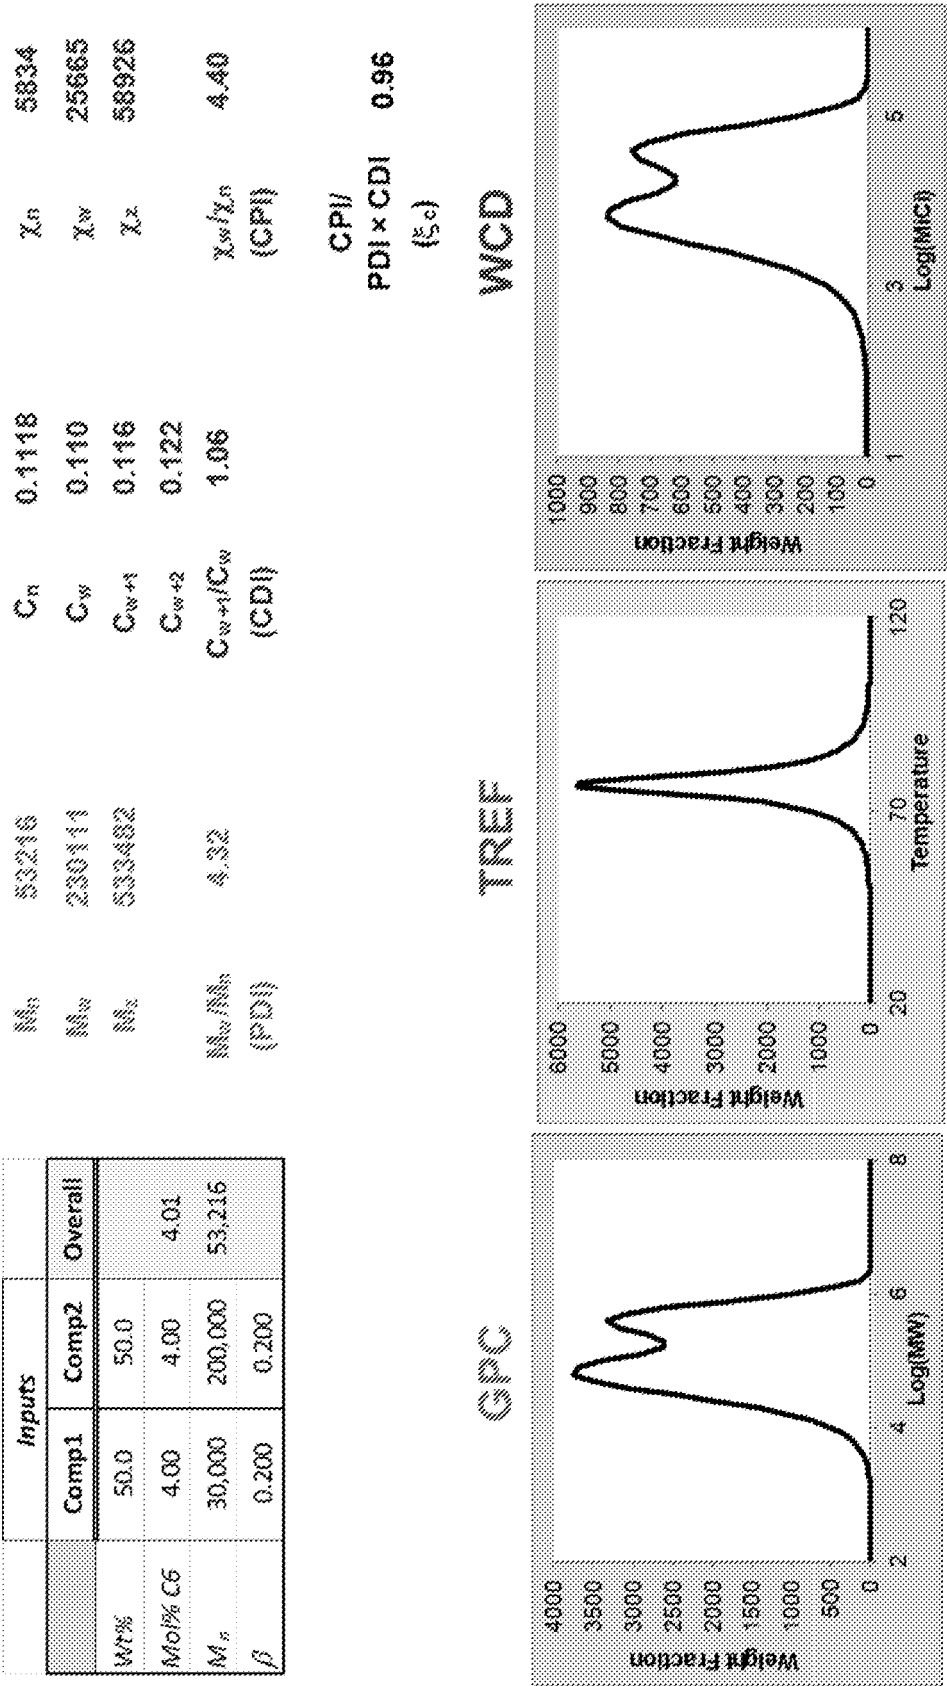 Inputs
Comp1 Comp2 Overall
Wt% 50.0 50.0
Mol% C6 4.00 4.00 4.01
Mn 30,000 200,000 53,216
β 0.200 0.200
Mn 53216
Mw 230111
Mz 533482
Mw/Mn 4.32
(PDI)
Cn 0.1118
Cw 0.110
Cw+1 0.116
Cw+2 0.122
Cw+1/Cw 1.06
(CDI)
χn 5834
χw 25665
χz 58926
χw/χn 4.40
(CPI)
CPI/
PDI × CDI 0.96
(ξc)
GPC
4000
3500
3000
2500
2000
1500
1000
500
0
Weight Fraction
2 4 6 8
Log(MW)
TREF
6000
5000
4000
3000
2000
1000
0
Weight Fraction
20 70 120
Temperature
WCD
1000
900
800
700
600
500
400
300
200
100
0
Weight Fraction
1 3 5
Log(M/C)